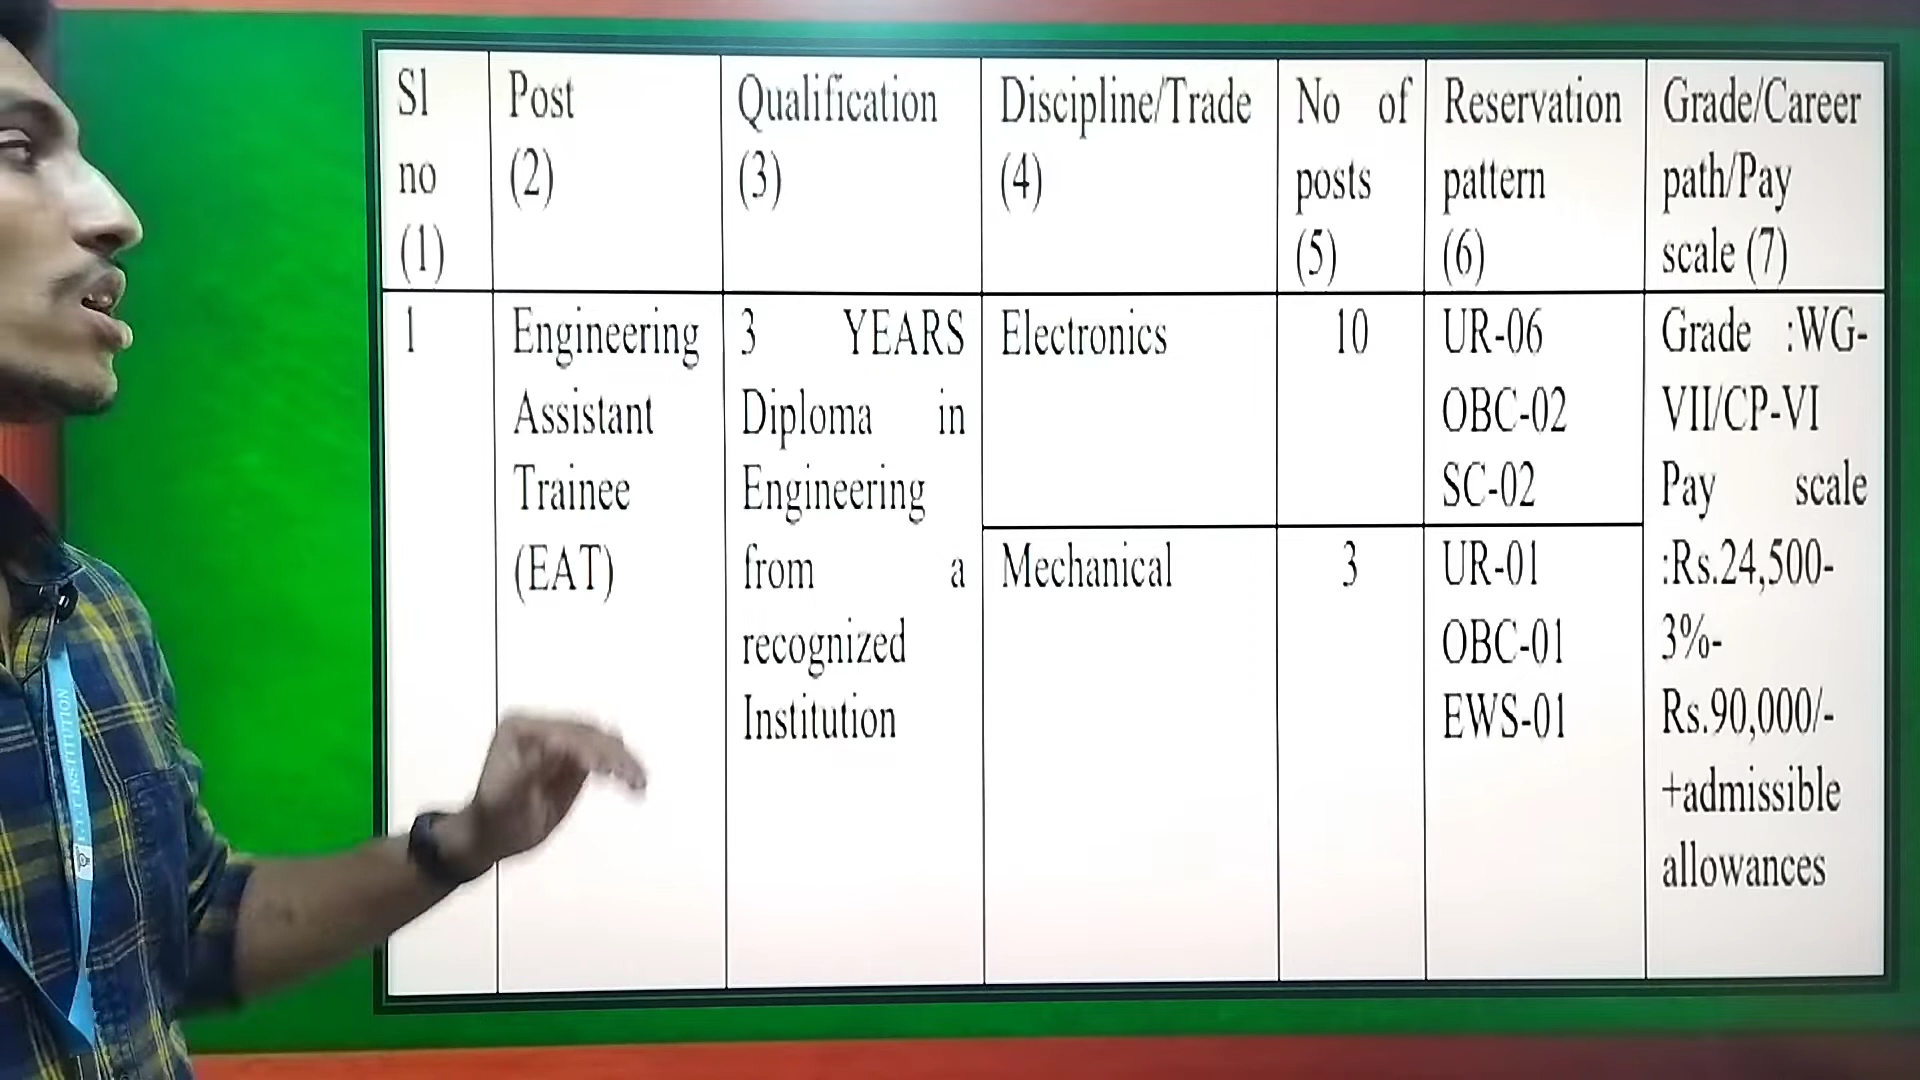 Sl
no
(1)
Post
(2)
Qualification
(3)
Discipline/Trade
(4)
No of
posts
(5)
Reservation
pattern
(6)
Grade/Career
path/Pay
scale (7)
1
Engineering
Assistant
Trainee
(EAT)
3 YEARS
Diploma in
Engineering
from a
recognized
Institution
Electronics
10
UR-06
OBC-02
SC-02
Mechanical
3
UR-01
OBC-01
EWS-01
Grade :WG-
VII/CP-VI
Pay scale
:Rs.24,500-
3%-
Rs.90,000/-
+admissible
allowances
INSTITUTION